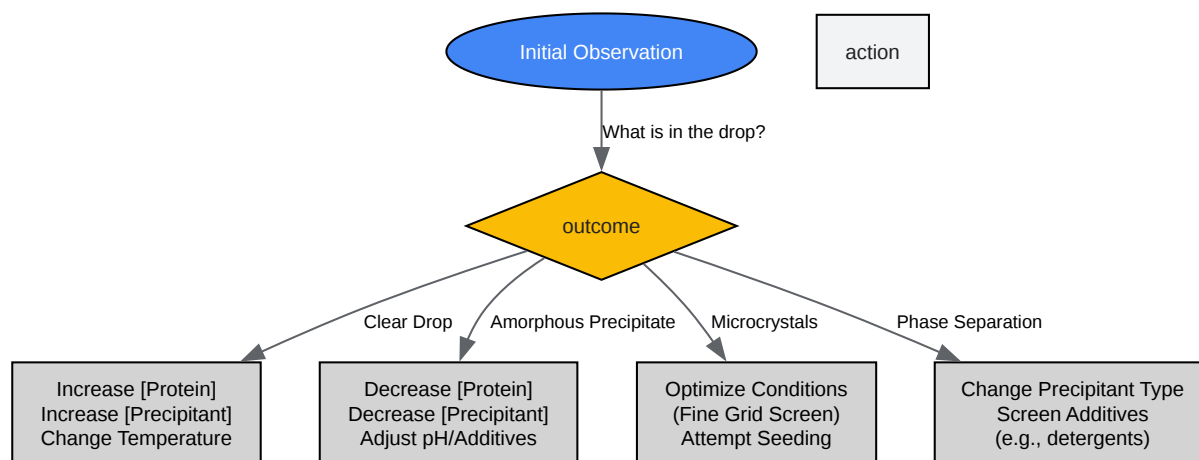 Initial Observation
action
What is in the drop?
outcome
Clear Drop
Amorphous Precipitate
Microcrystals
Phase Separation
Increase [Protein]
Increase [Precipitant]
Change Temperature
Decrease [Protein]
Decrease [Precipitant]
Adjust pH/Additives
Optimize Conditions
(Fine Grid Screen)
Attempt Seeding
Change Precipitant Type
Screen Additives
(e.g., detergents)